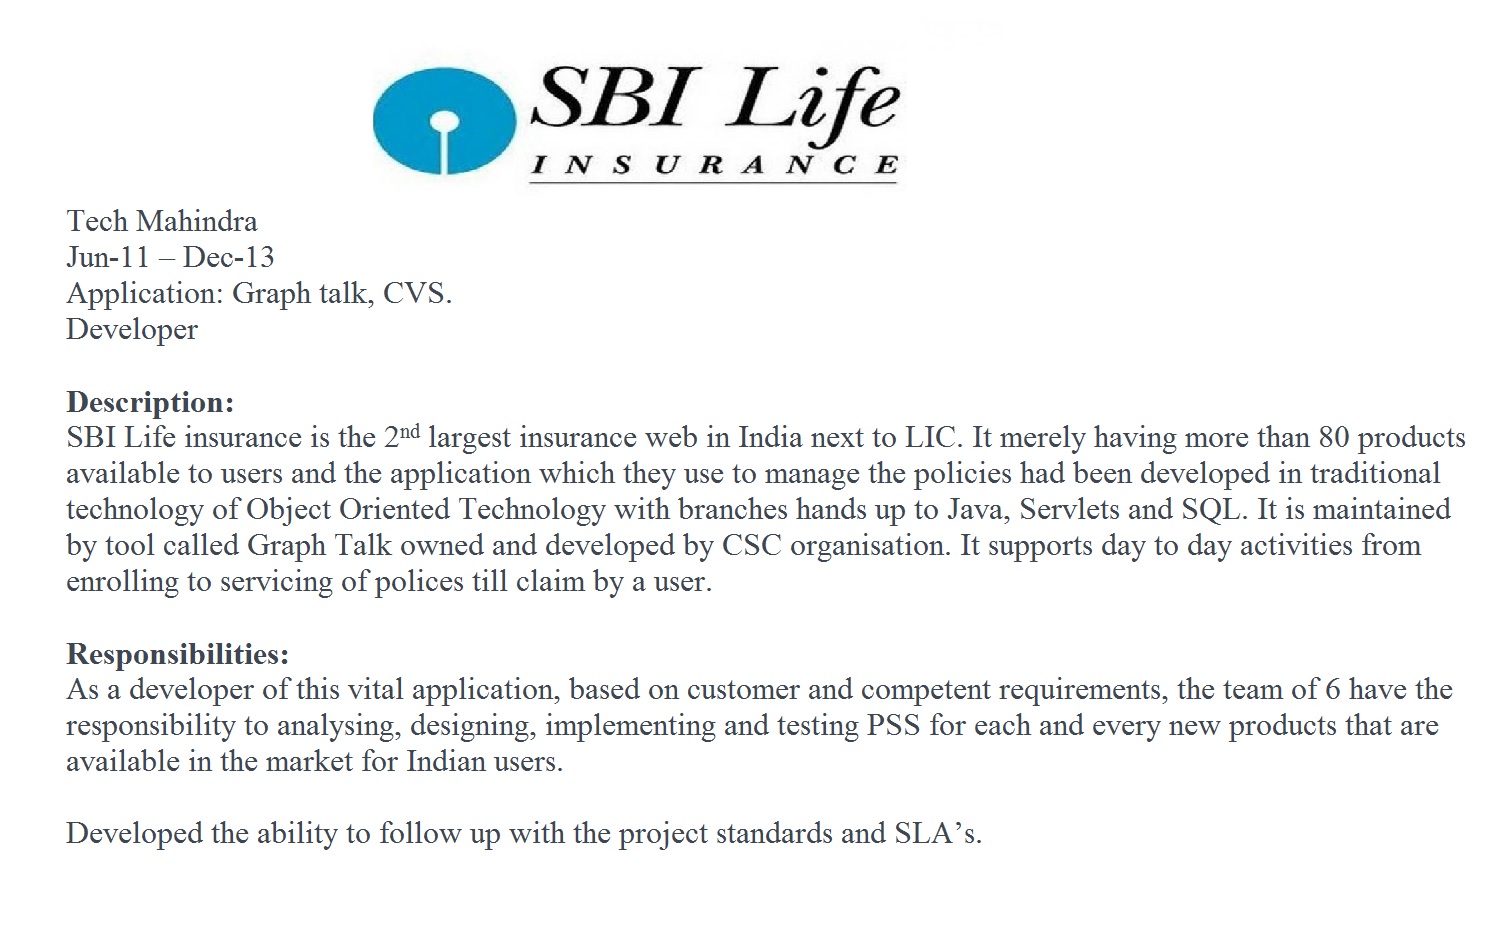 SBI Life
INSURANCE
Tech Mahindra
Jun-11 – Dec-13
Application: Graph talk, CVS.
Developer
Description:
SBI Life insurance is the 2nd largest insurance web in India next to LIC. It merely having more than 80 products
available to users and the application which they use to manage the policies had been developed in traditional
technology of Object Oriented Technology with branches hands up to Java, Servlets and SQL. It is maintained
by tool called Graph Talk owned and developed by CSC organisation. It supports day to day activities from
enrolling to servicing of polices till claim by a user.
Responsibilities:
As a developer of this vital application, based on customer and competent requirements, the team of 6 have the
responsibility to analysing, designing, implementing and testing PSS for each and every new products that are
available in the market for Indian users.
Developed the ability to follow up with the project standards and SLA’s.